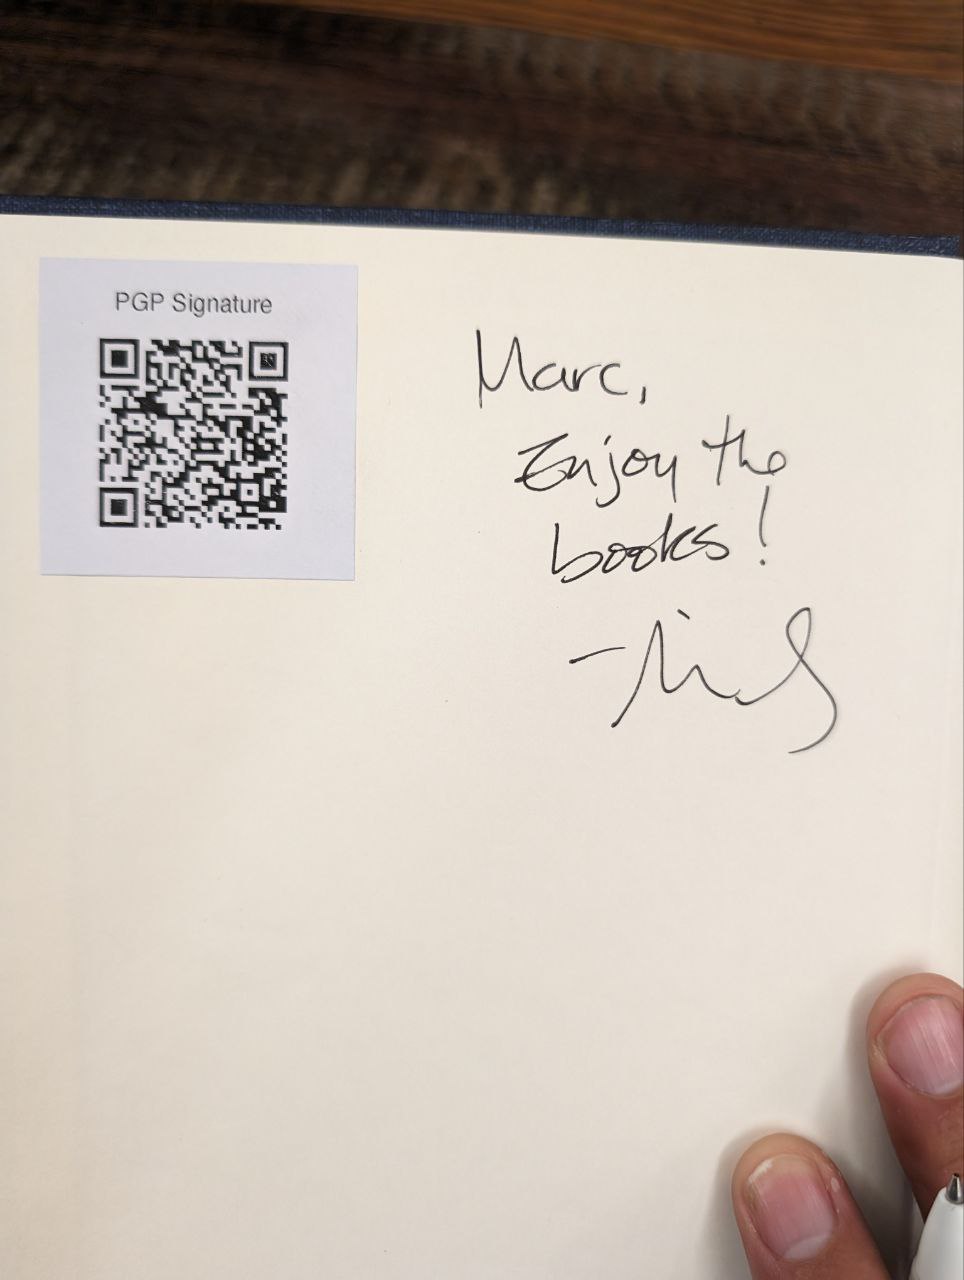 PGP Signature
Marc,
Enjoy the
books!